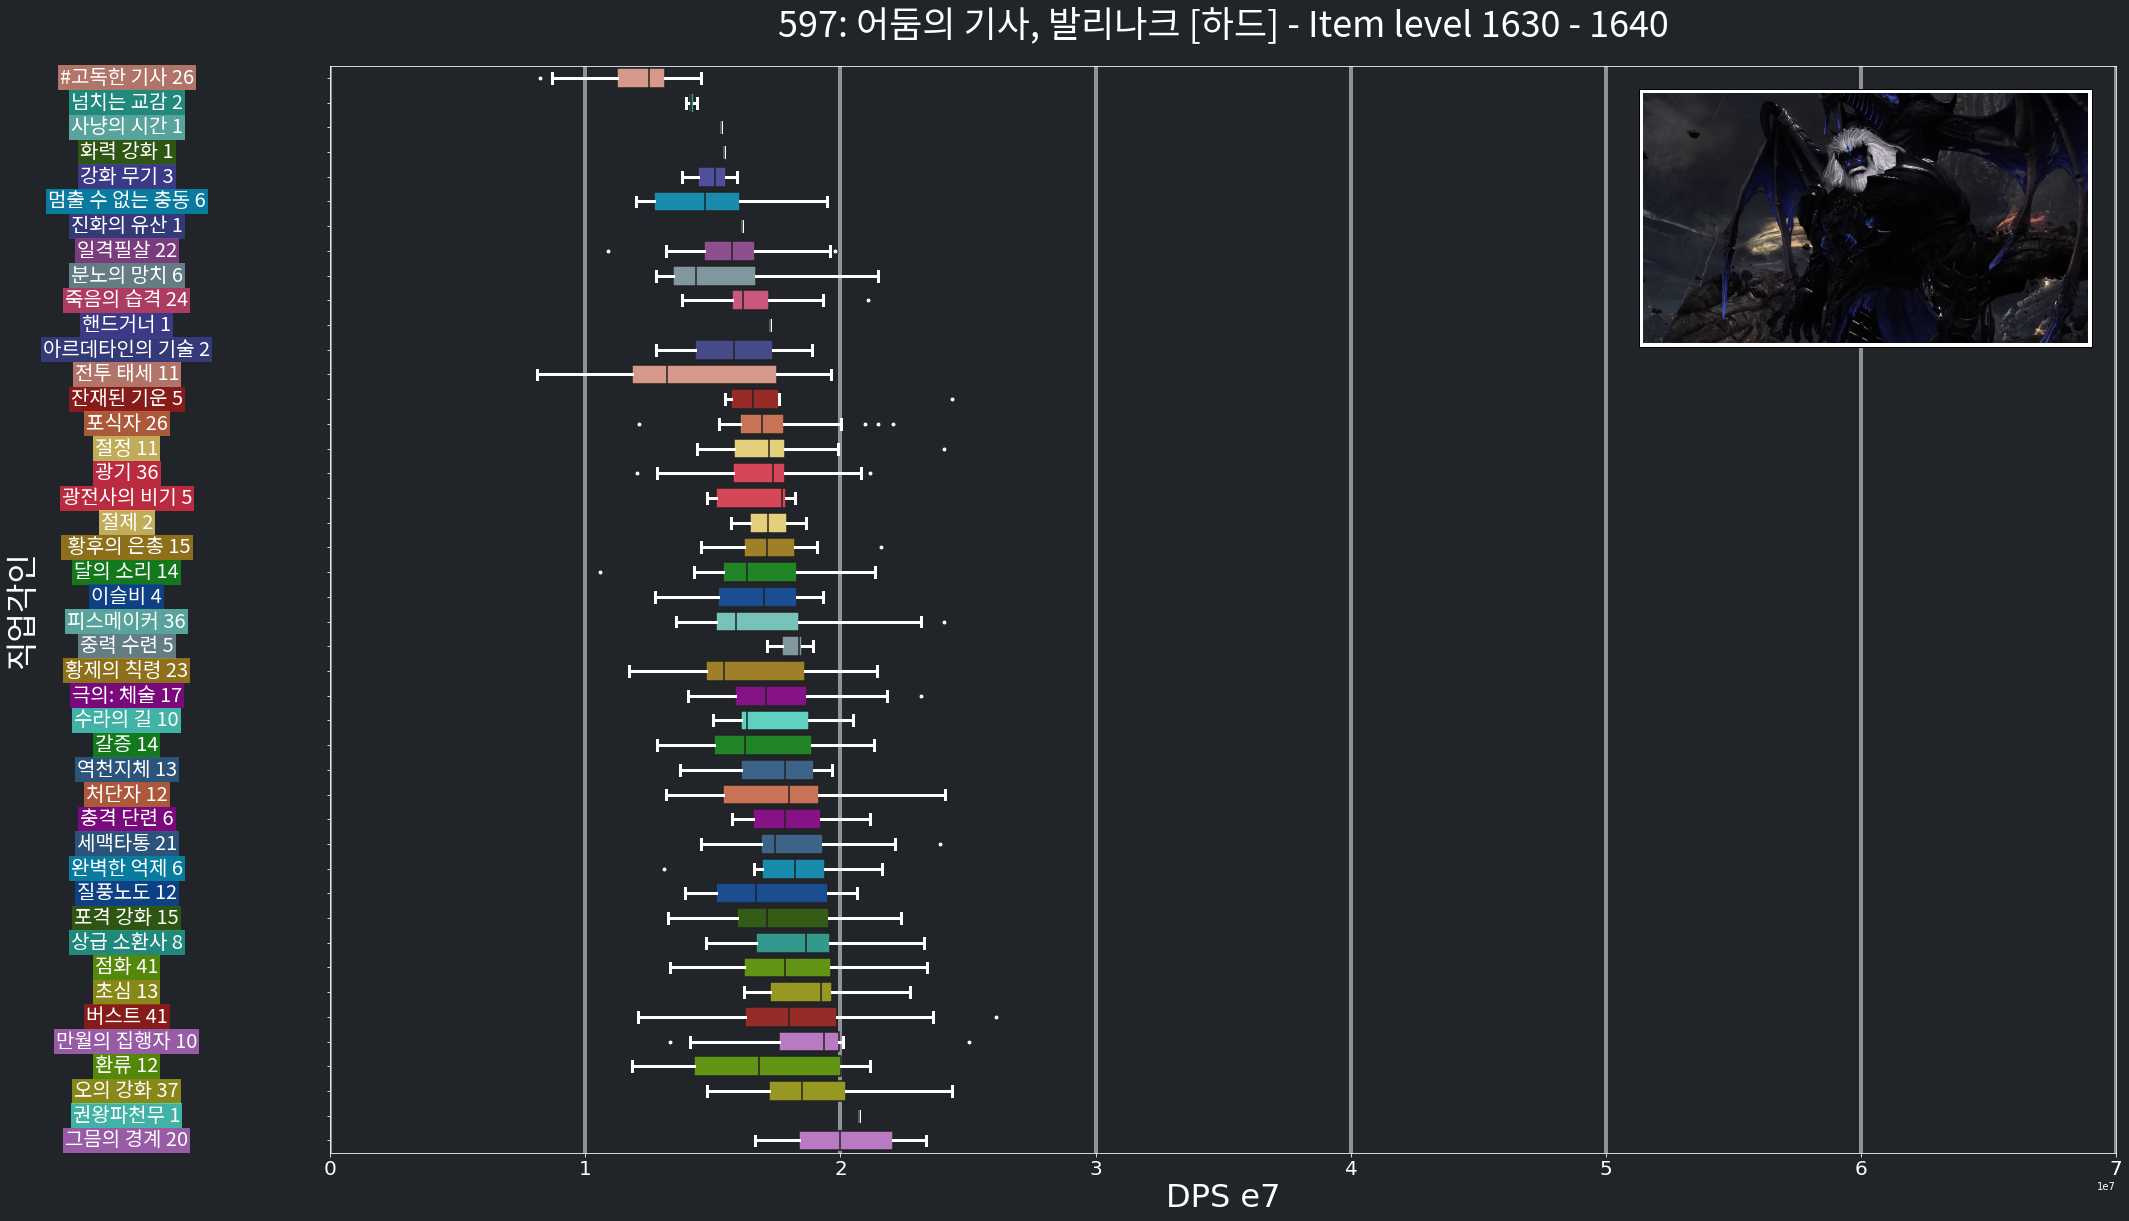 597: 어둠의 기사, 발리나크 [하드] - Item level 1630 - 1640
#고독한 기사 26
넘치는 교감 2
사냥의 시간 1
화력 강화 1
강화 무기 3
멈출 수 없는 충동 6
진화의 유산 1
일격필살 22
분노의 망치 6
죽음의 습격 24
핸드거너 1
아르데타인의 기술 2
전투 태세 11
잔재된 기운 5
포식자 26
절정 11
광기 36
광전사의 비기 5
절제 2
황후의 은총 15
달의 소리 14
이슬비 4
피스메이커 36
중력 수련 5
황제의 칙령 23
극의: 체술 17
수라의 길 10
갈증 14
역천지체 13
처단자 12
충격 단련 6
세맥타통 21
완벽한 억제 6
질풍노도 12
포격 강화 15
상급 소환사 8
점화 41
초심 13
버스트 41
만월의 집행자 10
환류 12
오의 강화 37
권왕파천무 1
그믐의 경계 20
직업각인
0 1 2 3 4 5 6 7
1e7
DPS e7